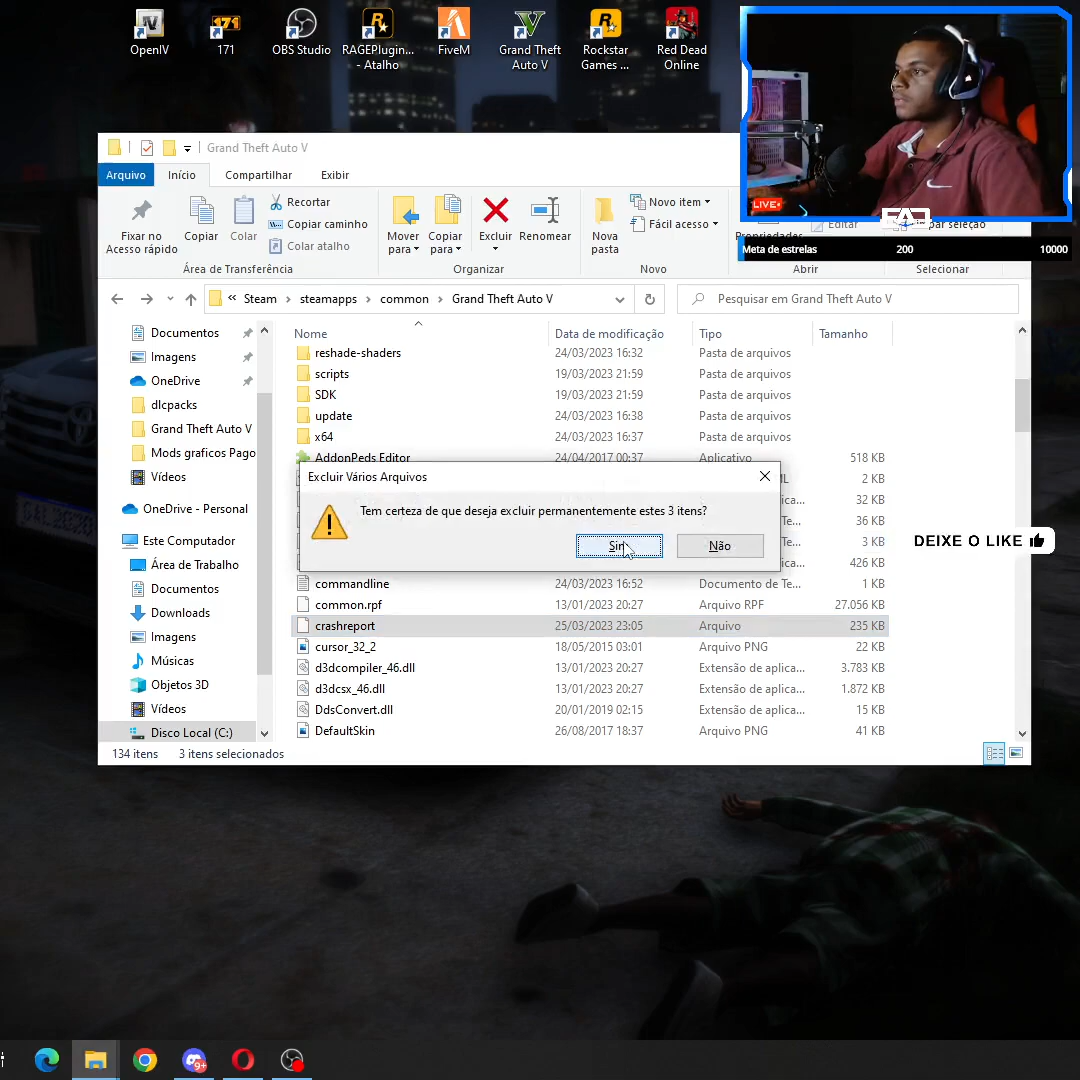 OpenIV
171
OBS Studio
RAGEPlugin...
- Atalho
FiveM
Grand Theft
Auto V
Rockstar
Games ...
Red Dead
Online
LIVE
Grand Theft Auto V
Arquivo
Início
Compartilhar
Exibir
Fixar no
Acesso rápido
Copiar
Colar
Recortar
Copiar caminho
Colar atalho
Mover
para
Copiar
para
Excluir
Renomear
Nova
pasta
Novo item
Fácil acesso
Propriedades
Editar
Área de Transferência
Organizar
Novo
Abrir
Selecionar
Meta de estrelas
200
10000
« Steam > steamapps > common > Grand Theft Auto V
Pesquisar em Grand Theft Auto V
Documentos
Imagens
OneDrive
dlcpacks
Grand Theft Auto V
Mods graficos Pago
Vídeos
OneDrive - Personal
Este Computador
Área de Trabalho
Documentos
Downloads
Imagens
Músicas
Objetos 3D
Vídeos
Disco Local (C:)
Nome Data de modificação Tipo Tamanho
reshade-shaders 24/03/2023 16:32 Pasta de arquivos
scripts 19/03/2023 21:59 Pasta de arquivos
SDK 19/03/2023 21:59 Pasta de arquivos
update 24/03/2023 16:38 Pasta de arquivos
x64 24/03/2023 16:37 Pasta de arquivos
AddonPeds Editor 24/04/2017 00:37 Aplicativo 518 KB
2 KB
32 KB
36 KB
3 KB
426 KB
Excluir Vários Arquivos
Tem certeza de que deseja excluir permanentemente estes 3 itens?
Sim
Não
commandline 24/03/2023 16:52 Documento de Te... 1 KB
common.rpf 13/01/2023 20:27 Arquivo RPF 27.056 KB
crashreport 25/03/2023 23:05 Arquivo 235 KB
cursor_32_2 18/05/2015 03:01 Arquivo PNG 22 KB
d3dcompiler_46.dll 13/01/2023 20:27 Extensão de aplica... 3.783 KB
d3dcsx_46.dll 13/01/2023 20:27 Extensão de aplica... 1.872 KB
DdsConvert.dll 20/01/2019 02:15 Extensão de aplica... 15 KB
DefaultSkin 26/08/2017 18:37 Arquivo PNG 41 KB
134 itens
3 itens selecionados
DEIXE O LIKE
9+